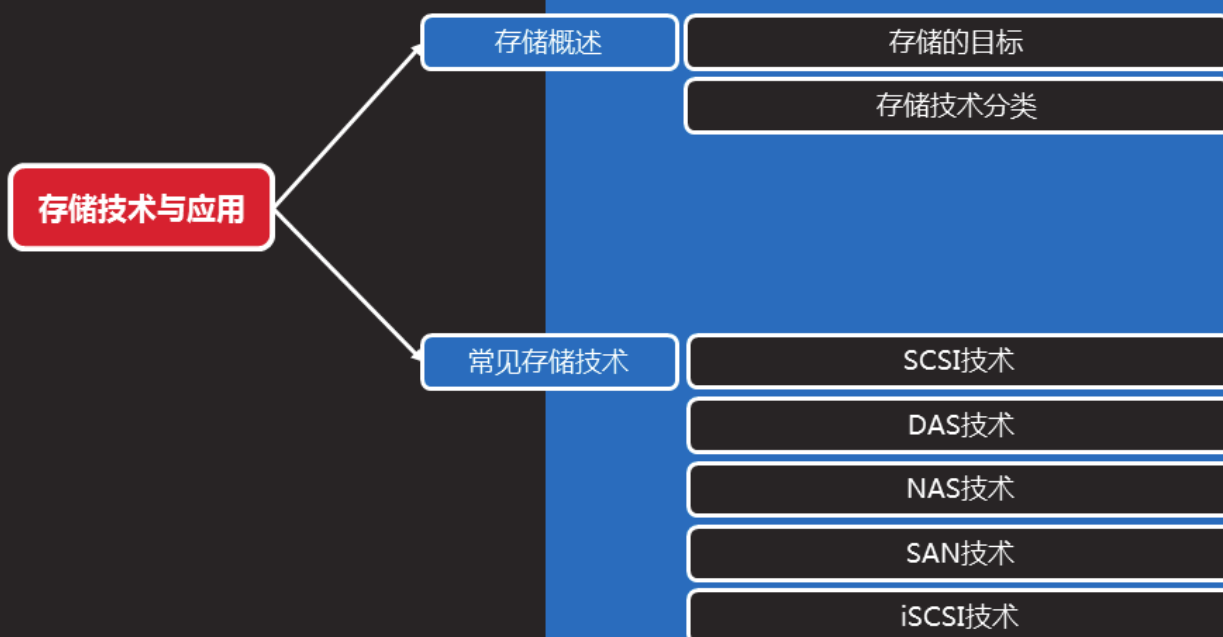 存储技术与应用
存储概述
存储的目标
存储技术分类
常见存储技术
SCSI技术
DAS技术
NAS技术
SAN技术
iSCSI技术